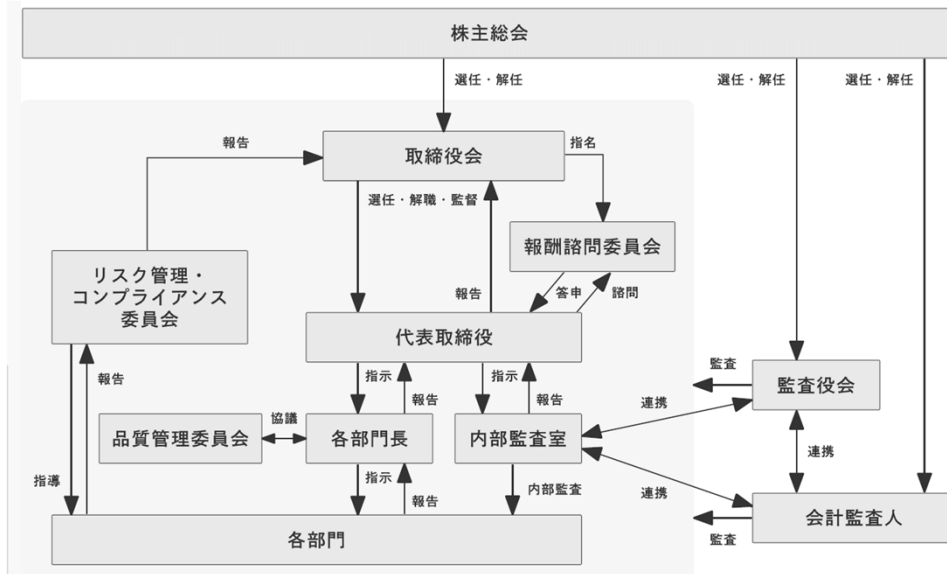 株主総会
選任・解任
選任・解任
選任・解任
報告
取締役会
指名
選任・解職・監督
報酬諮問委員会
リスク管理・
コンプライアンス
委員会
報告
答申
諮問
代表取締役
報告
指示
報告
指示
報告
監査
監査役会
連携
協議
品質管理委員会
各部門長
内部監査室
連携
指導
指示
報告
内部監査
連携
会計監査人
各部門
監査